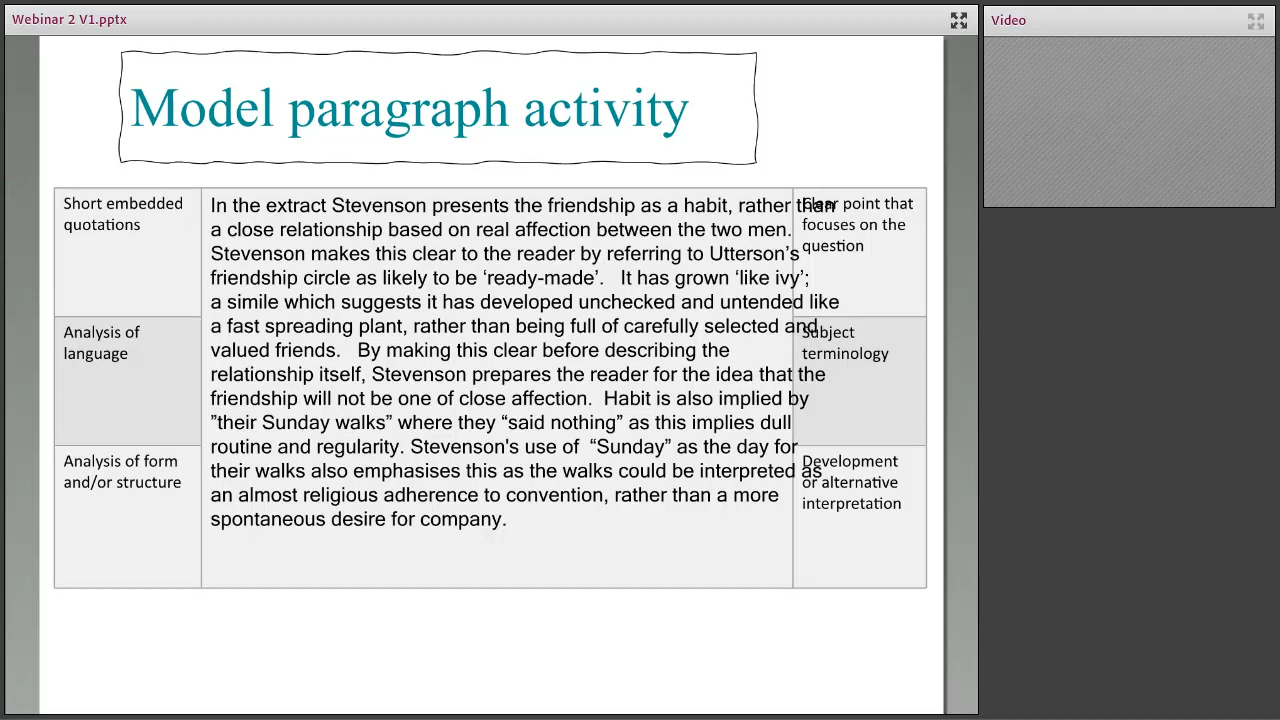 Webinar 2 V1.pptx
Video
Model paragraph activity
Short embedded
quotations
Analysis of
language
Analysis of form
and/or structure
In the extract Stevenson presents the friendship as a habit, rather than
a close relationship based on real affection between the two men.
Stevenson makes this clear to the reader by referring to Utterson’s
friendship circle as likely to be ‘ready-made’.   It has grown ‘like ivy’;
a simile which suggests it has developed unchecked and untended like
a fast spreading plant, rather than being full of carefully selected and
valued friends.   By making this clear before describing the
relationship itself, Stevenson prepares the reader for the idea that the
friendship will not be one of close affection.  Habit is also implied by
”their Sunday walks” where they “said nothing” as this implies dull
routine and regularity. Stevenson's use of  “Sunday” as the day for
their walks also emphasises this as the walks could be interpreted as
an almost religious adherence to convention, rather than a more
spontaneous desire for company.
Clear point that
focuses on the
question
Subject
terminology
Development
or alternative
interpretation